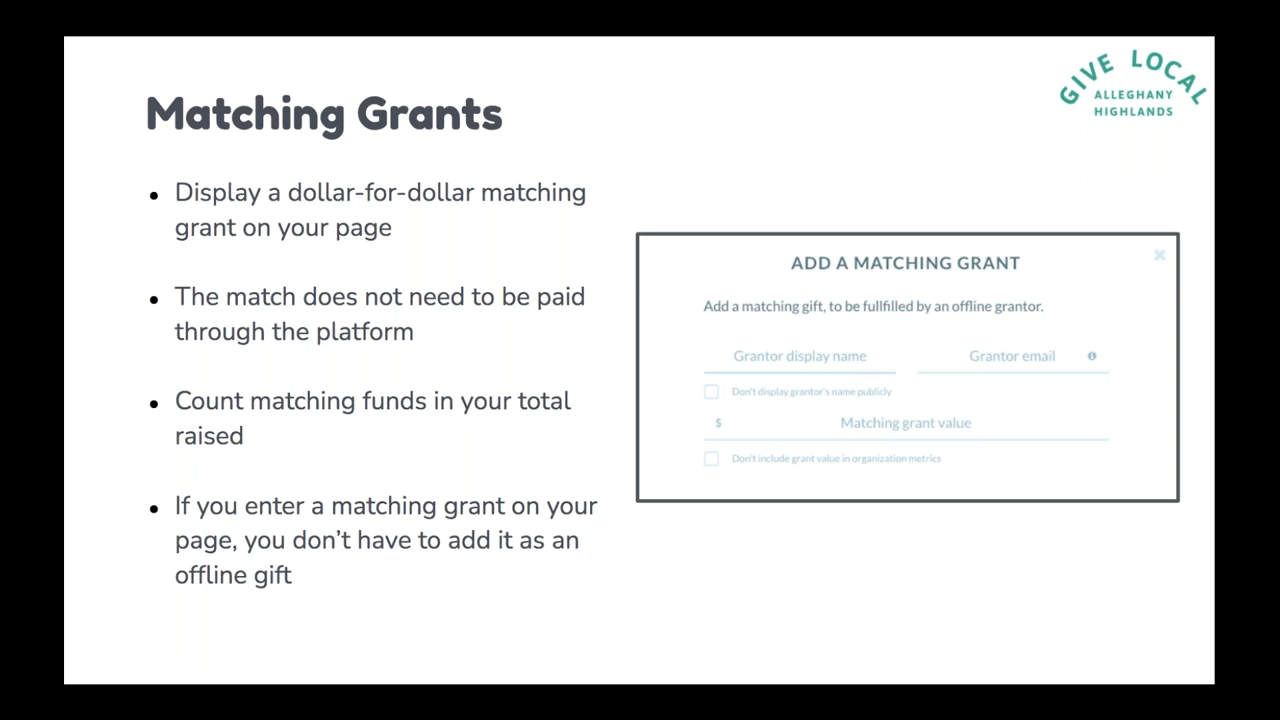 GIVE LOCAL
ALLEGHANY
HIGHLANDS
Matching Grants
• Display a dollar-for-dollar matching
grant on your page
• The match does not need to be paid
through the platform
• Count matching funds in your total
raised
• If you enter a matching grant on your
page, you don’t have to add it as an
offline gift
ADD A MATCHING GRANT
Add a matching gift, to be fullfilled by an offline grantor.
Grantor display name Grantor email
Don't display grantor's name publicly
$ Matching grant value
Don't include grant value in organization metrics